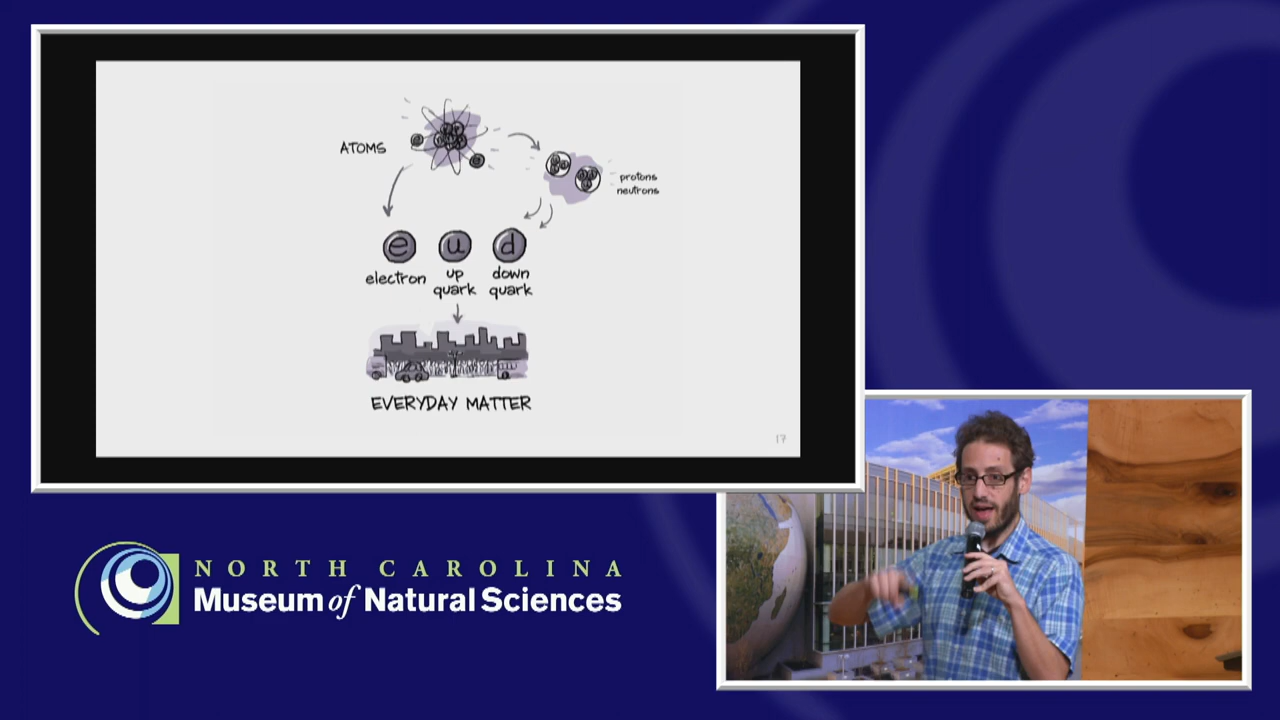 ATOMS
protons
neutrons
e u d
electron
up
quark
down
quark
EVERYDAY MATTER
17
NORTH CAROLINA
Museum of Natural Sciences